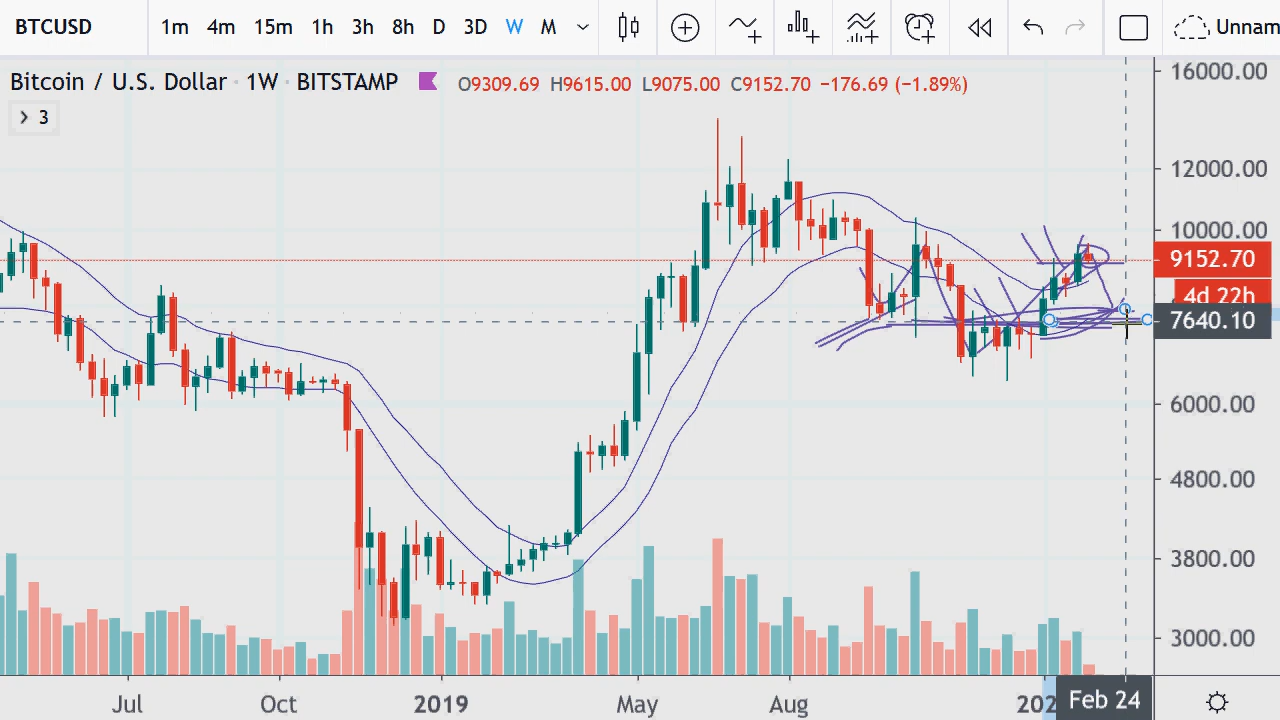 BTCUSD 1m 4m 15m 1h 3h 8h D 3D W M Unnam
Bitcoin / U.S. Dollar · 1W · BITSTAMP O9309.69 H9615.00 L9075.00 C9152.70 −176.69 (−1.89%)
3
16000.00
12000.00
10000.00
9152.70
4d 22h
7640.10
6000.00
4800.00
3800.00
3000.00
Jul Oct 2019 May Aug 202 Feb 24